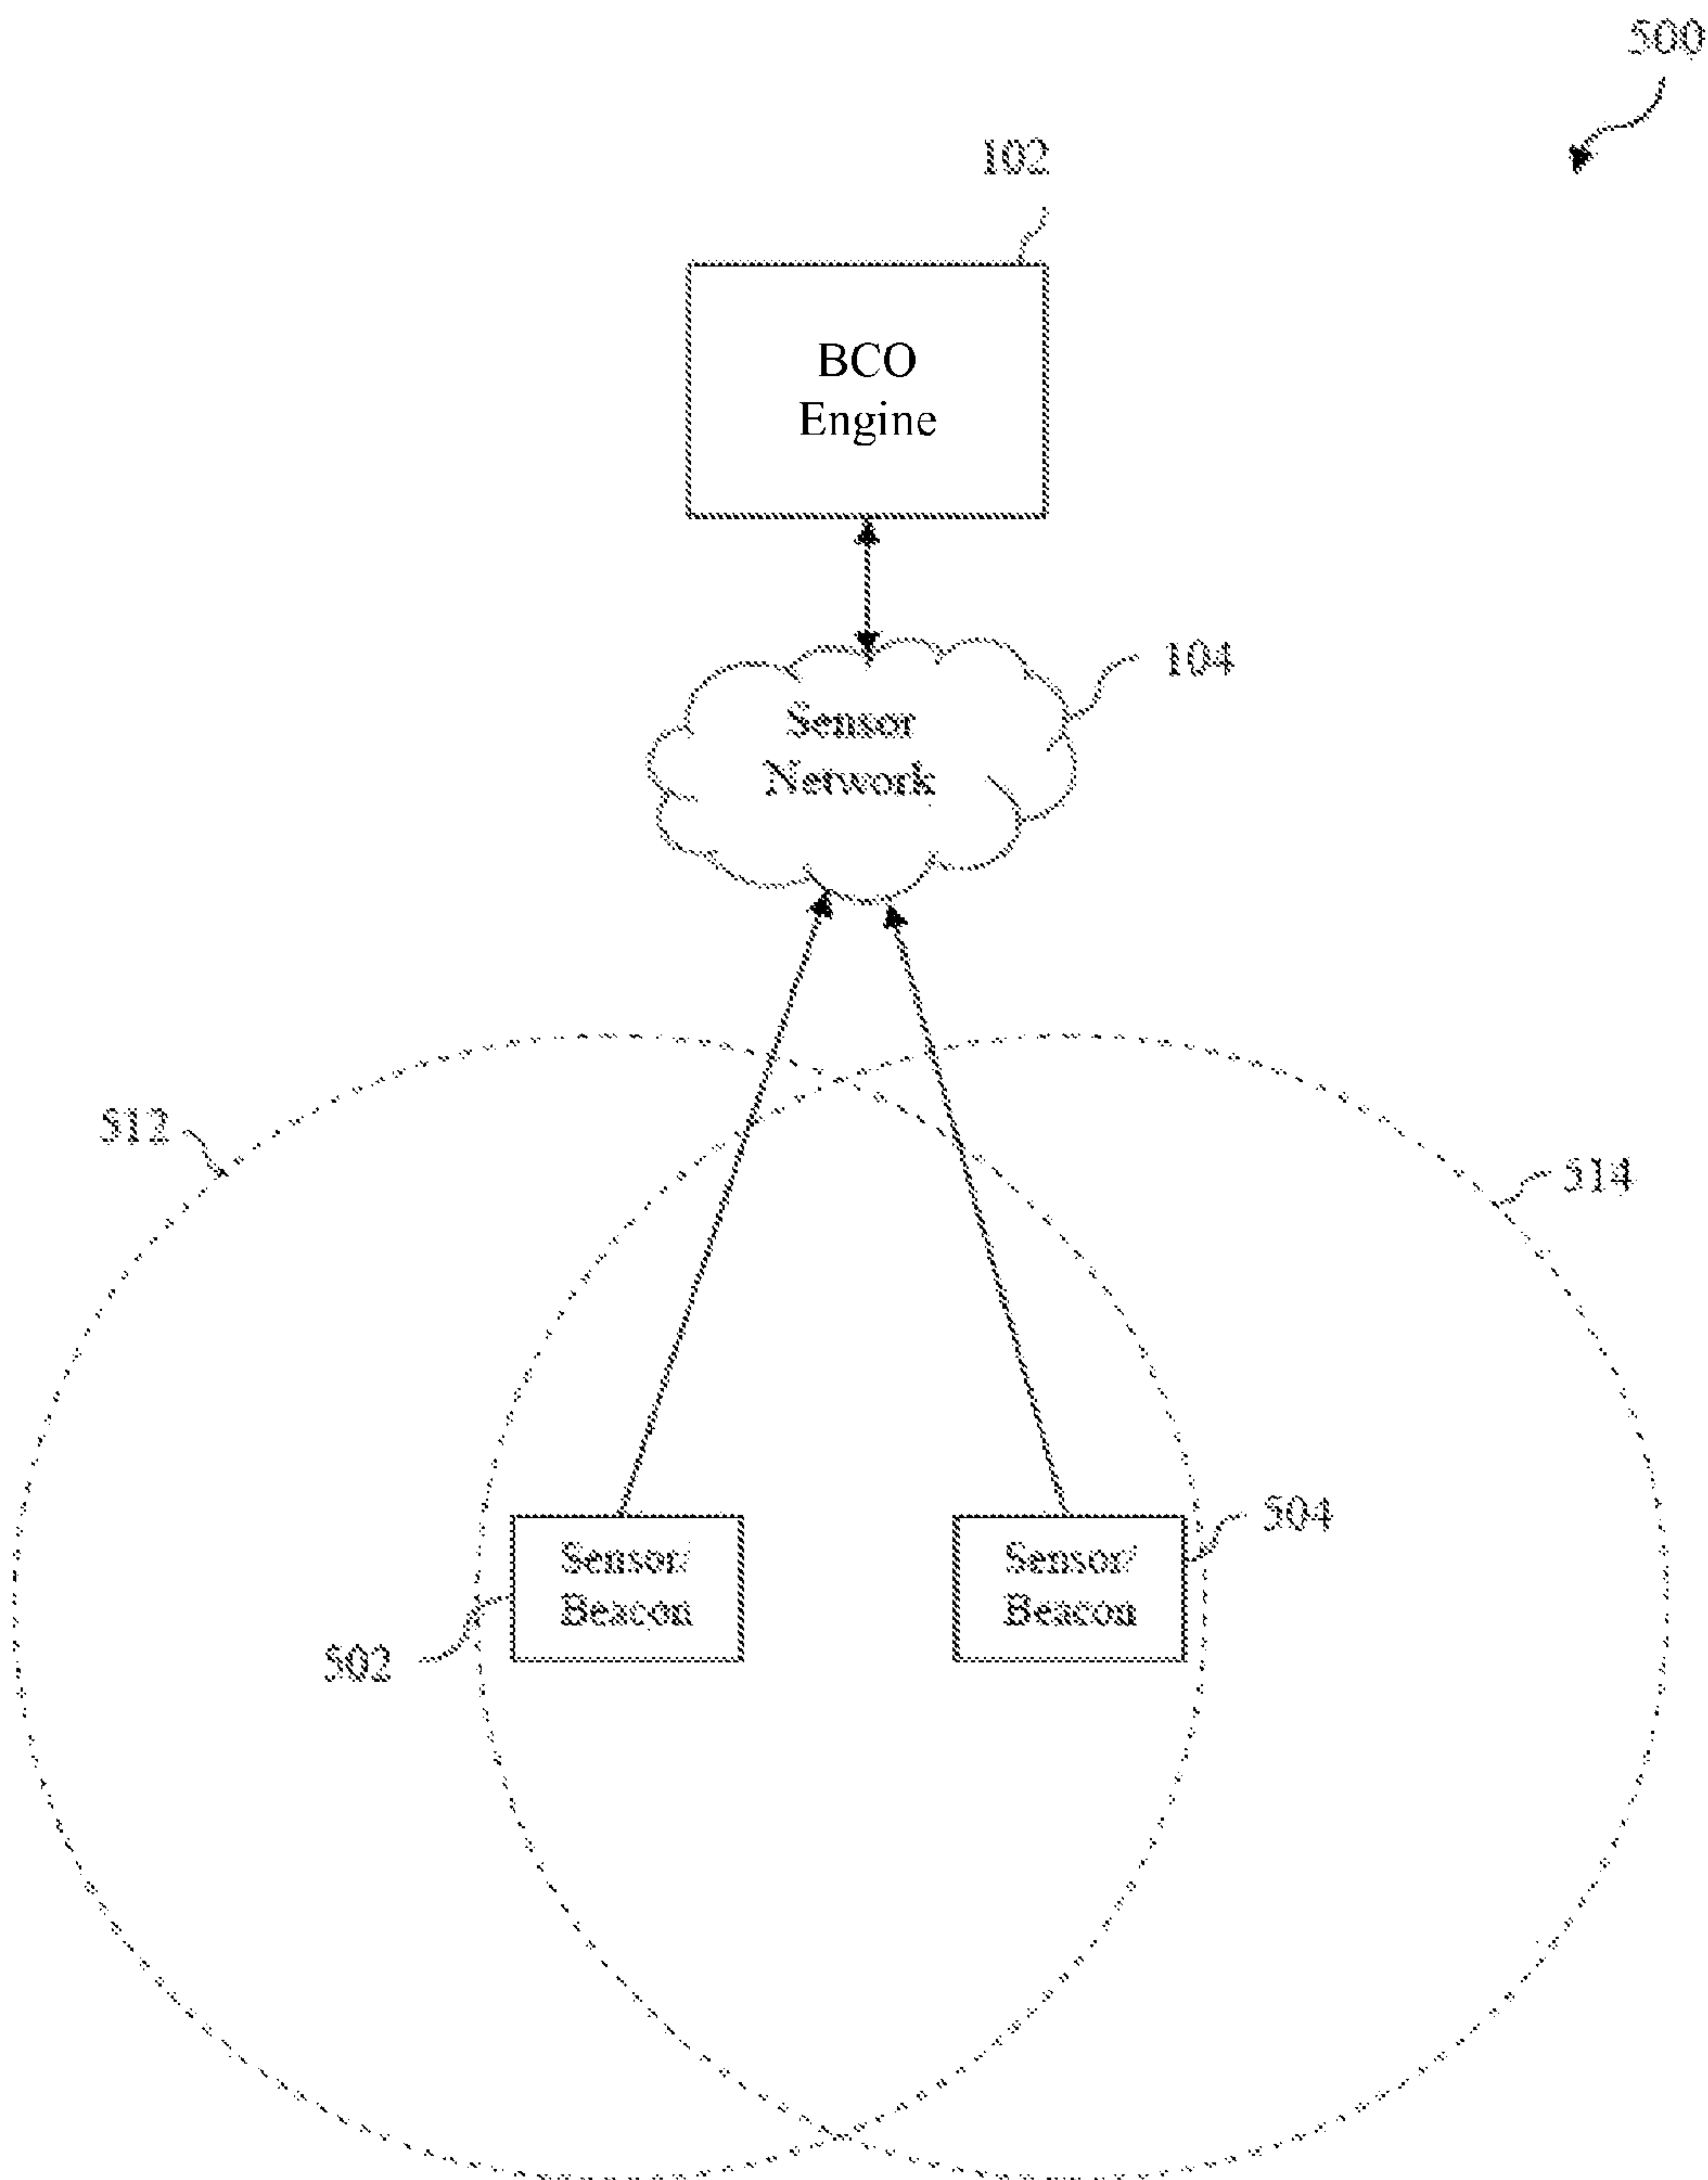 500
102
BCO
Engine
104
Sensor
Network
512
514
504
Sensor/
Beacon
Sensor/
Beacon
502